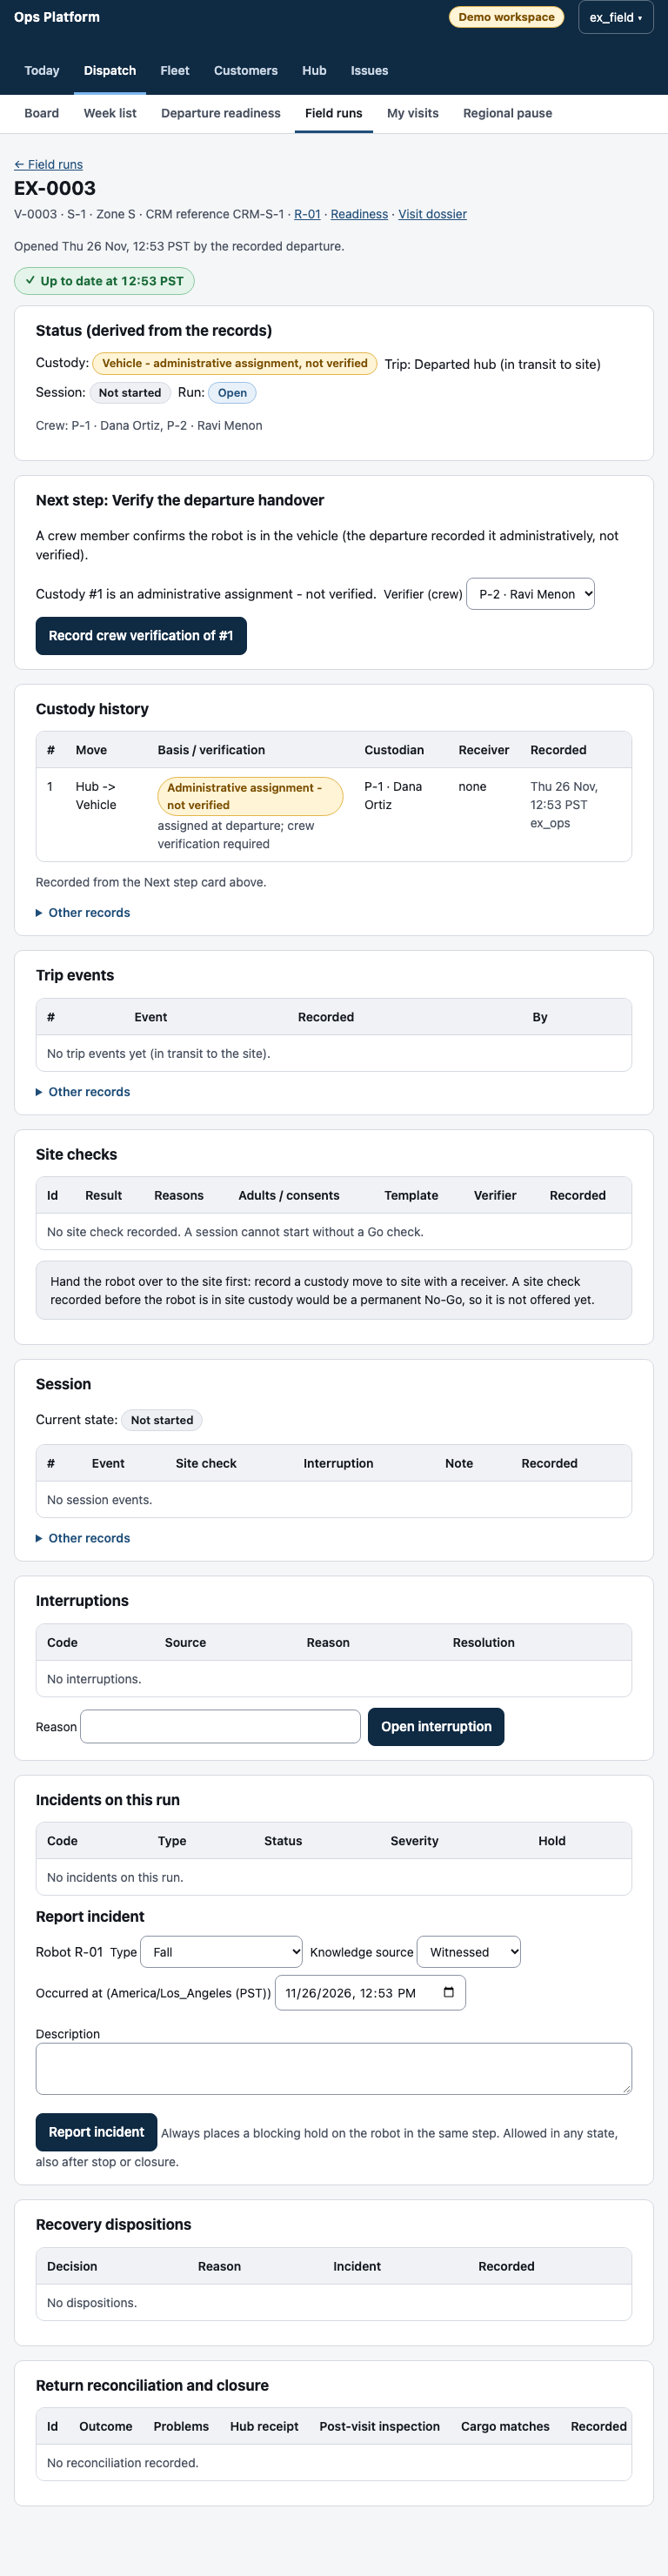 Ops Platform
Demo workspace
ex_field ▾
Today Dispatch Fleet Customers Hub Issues
Board Week list Departure readiness Field runs My visits Regional pause
← Field runs
EX-0003
V-0003 · S-1 · Zone S · CRM reference CRM-S-1 · R-01 · Readiness · Visit dossier
Opened Thu 26 Nov, 12:53 PST by the recorded departure.
✓ Up to date at 12:53 PST
Status (derived from the records)
Custody: Vehicle - administrative assignment, not verified Trip: Departed hub (in transit to site)
Session: Not started Run: Open
Crew: P-1 · Dana Ortiz, P-2 · Ravi Menon
Next step: Verify the departure handover
A crew member confirms the robot is in the vehicle (the departure recorded it administratively, not
verified).
Custody #1 is an administrative assignment - not verified. Verifier (crew) P-2 · Ravi Menon
Record crew verification of #1
Custody history
# Move Basis / verification Custodian Receiver Recorded
1 Hub -> Administrative assignment - P-1 · Dana none Thu 26 Nov,
Vehicle not verified Ortiz 12:53 PST
assigned at departure; crew ex_ops
verification required
Recorded from the Next step card above.
▶ Other records
Trip events
# Event Recorded By
No trip events yet (in transit to the site).
▶ Other records
Site checks
Id Result Reasons Adults / consents Template Verifier Recorded
No site check recorded. A session cannot start without a Go check.
Hand the robot over to the site first: record a custody move to site with a receiver. A site check
recorded before the robot is in site custody would be a permanent No-Go, so it is not offered yet.
Session
Current state: Not started
# Event Site check Interruption Note Recorded
No session events.
▶ Other records
Interruptions
Code Source Reason Resolution
No interruptions.
Reason Open interruption
Incidents on this run
Code Type Status Severity Hold
No incidents on this run.
Report incident
Robot R-01 Type Fall Knowledge source Witnessed
Occurred at (America/Los_Angeles (PST)) 11/26/2026, 12:53 PM
Description
Report incident Always places a blocking hold on the robot in the same step. Allowed in any state,
also after stop or closure.
Recovery dispositions
Decision Reason Incident Recorded
No dispositions.
Return reconciliation and closure
Id Outcome Problems Hub receipt Post-visit inspection Cargo matches Recorded
No reconciliation recorded.